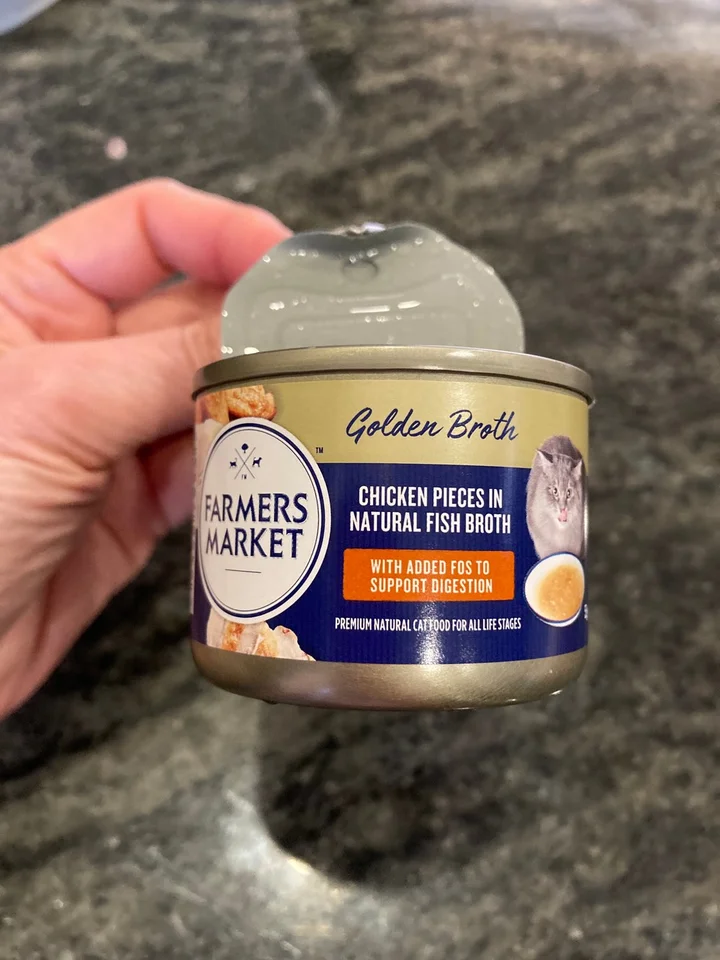 Golden Broth
FARMERS
MARKET
TM
CHICKEN PIECES IN
NATURAL FISH BROTH
WITH ADDED FOS TO
SUPPORT DIGESTION
PREMIUM NATURAL CAT FOOD FOR ALL LIFE STAGES